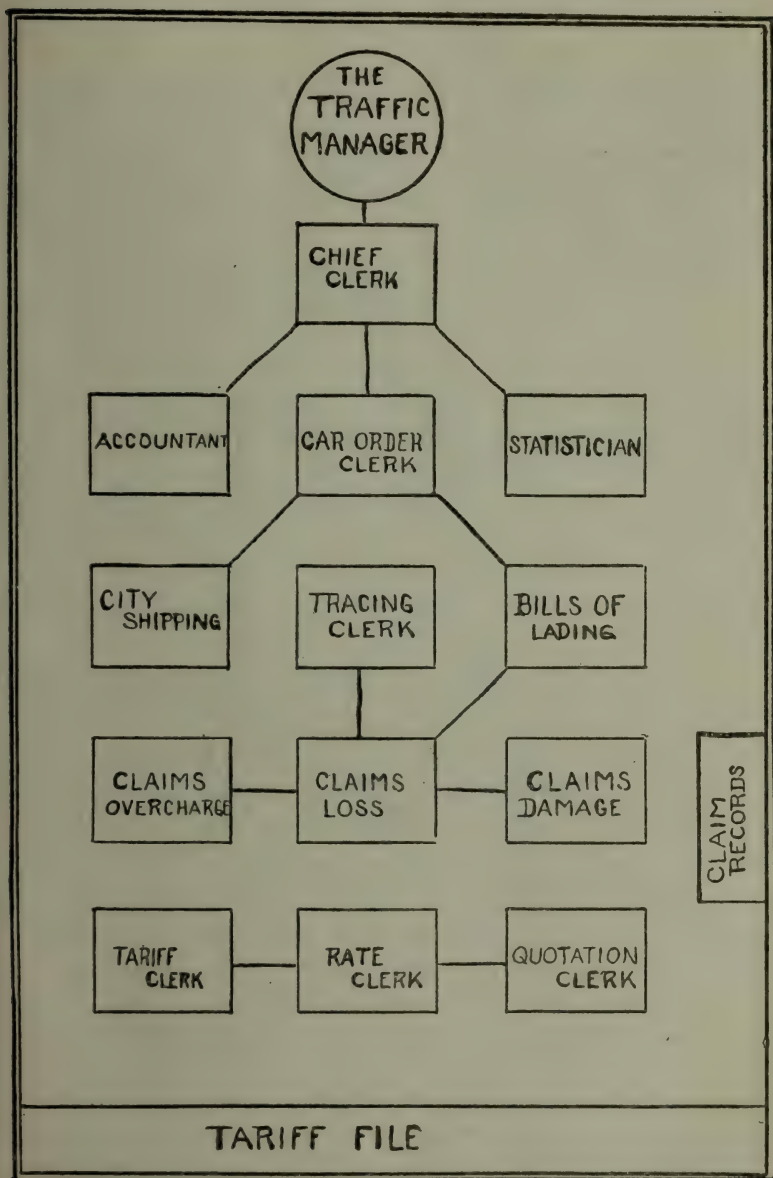 THE
TRAFFIC
MANAGER
CHIEF
CLERK
ACCOUNTANT
CAR ORDER
CLERK
STATISTICIAN
CITY
SHIPPING
TRACING
CLERK
BILLS OF
LADING
CLAIMS
OVERCHARGE
CLAIMS
LOSS
CLAIMS
DAMAGE
CLAIM
RECORDS
TARIFF
CLERK
RATE
CLERK
QUOTATION
CLERK
TARIFF FILE